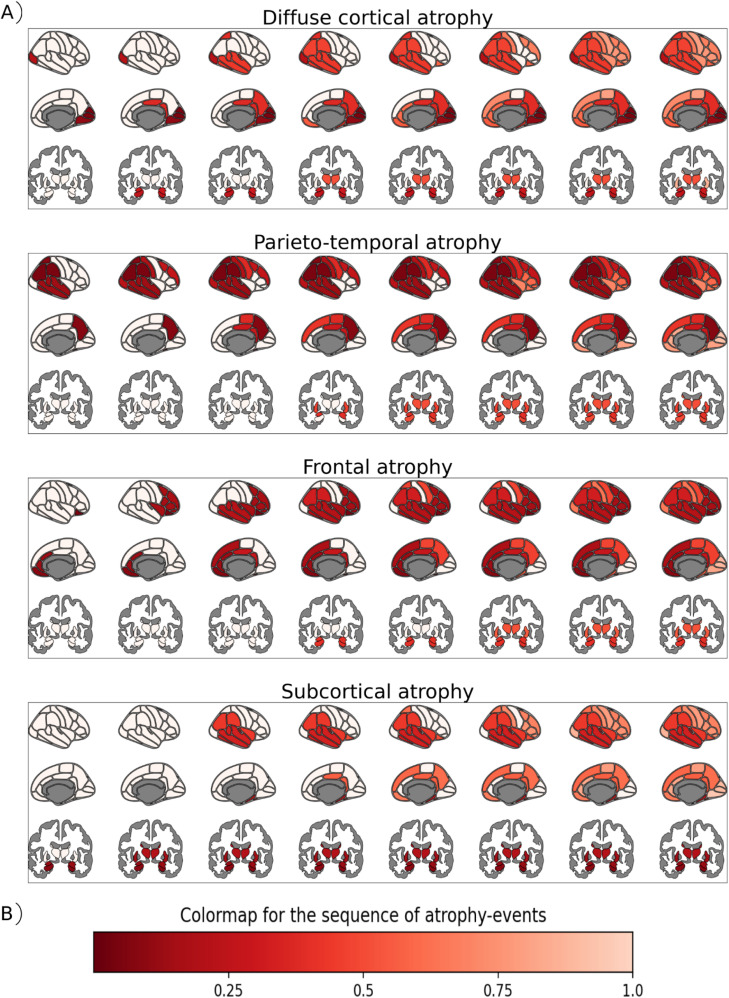 A)
Diffuse cortical atrophy
Parieto-temporal atrophy
Frontal atrophy
Subcortical atrophy
B)
Colormap for the sequence of atrophy-events
0.25 0.5 0.75 1.0